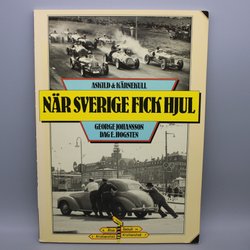 ASKILD & KÄRNEKULL
NÄR SVERIGE FICK HJUL
GEORGE JOHANSSON
DAG E. HOGSTEN